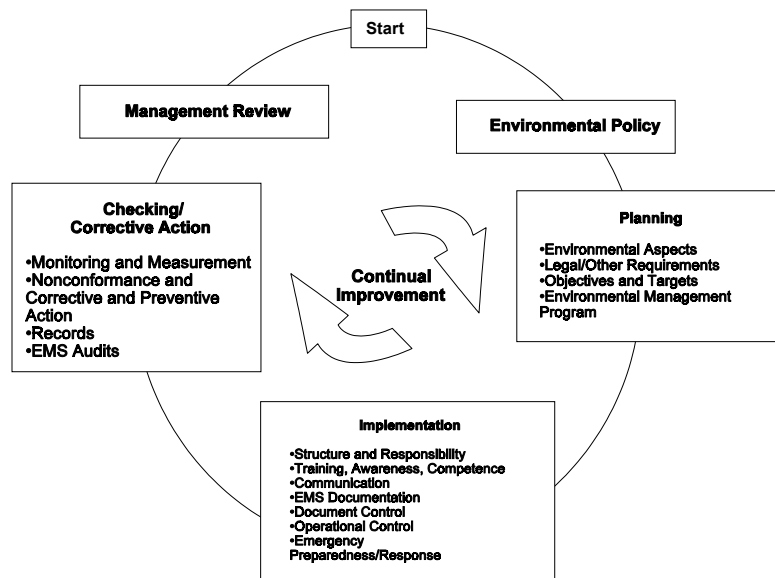 Start
Management Review
Environmental Policy
Checking/
Corrective Action
•Monitoring and Measurement
•Nonconformance and
Corrective and Preventive
Action
•Records
•EMS Audits
Continual
Improvement
Planning
•Environmental Aspects
•Legal/Other Requirements
•Objectives and Targets
•Environmental Management
Program
Implementation
•Structure and Responsibility
•Training, Awareness, Competence
•Communication
•EMS Documentation
•Document Control
•Operational Control
•Emergency
Preparedness/Response